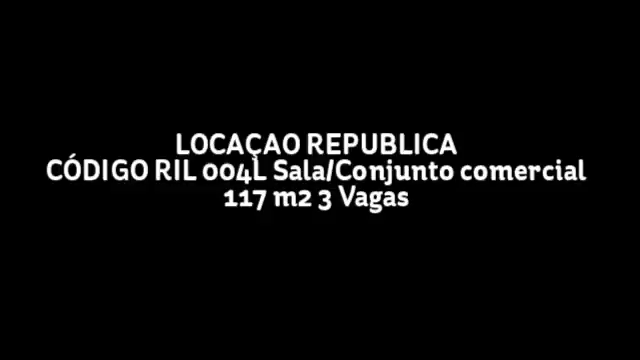 LOCAÇAO REPUBLICA
CÓDIGO RIL 004L Sala/Conjunto comercial
117 m2 3 Vagas